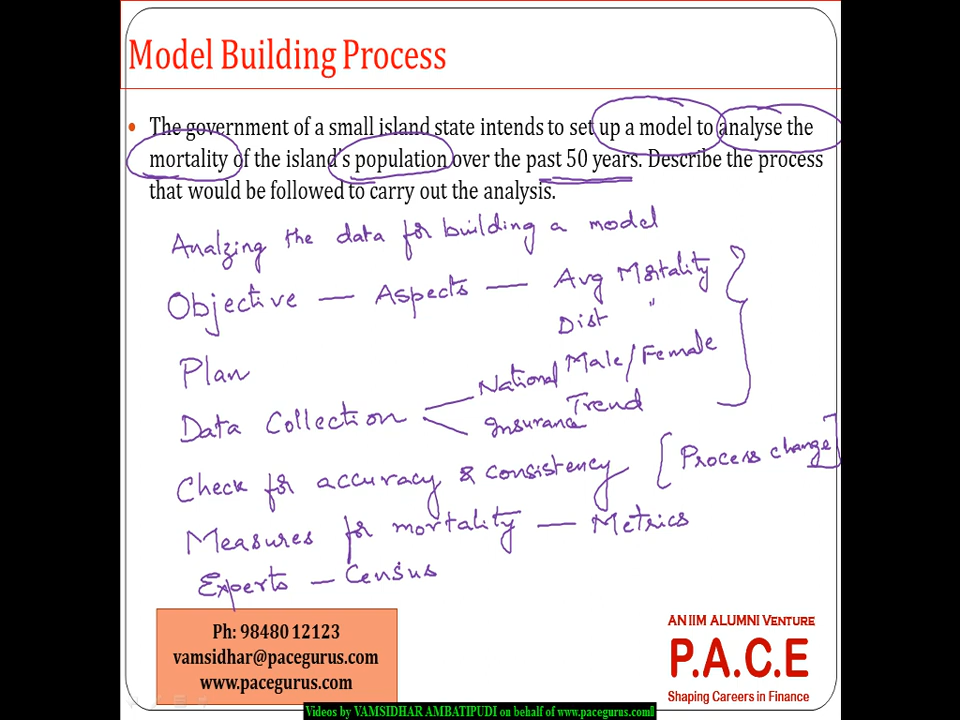 Model Building Process
• The government of a small island state intends to set up a model to analyse the
mortality of the island's population over the past 50 years. Describe the process
that would be followed to carry out the analysis.
Analzing the data for building a model
Objective — Aspects — Avg Mortality
Dist "
Plan
Male/Female
Data Collection National
Insurance Trend
Check for accuracy & consistency [Process change]
Measures for mortality — Metrics
Experts — Census
Ph: 9848012123
vamsidhar@pacegurus.com
www.pacegurus.com
AN IIM ALUMNI VENTURE
P.A.C.E
Shaping Careers in Finance
Videos by VAMSIDHAR AMBATIPUDI on behalf of www.pacegurus.com